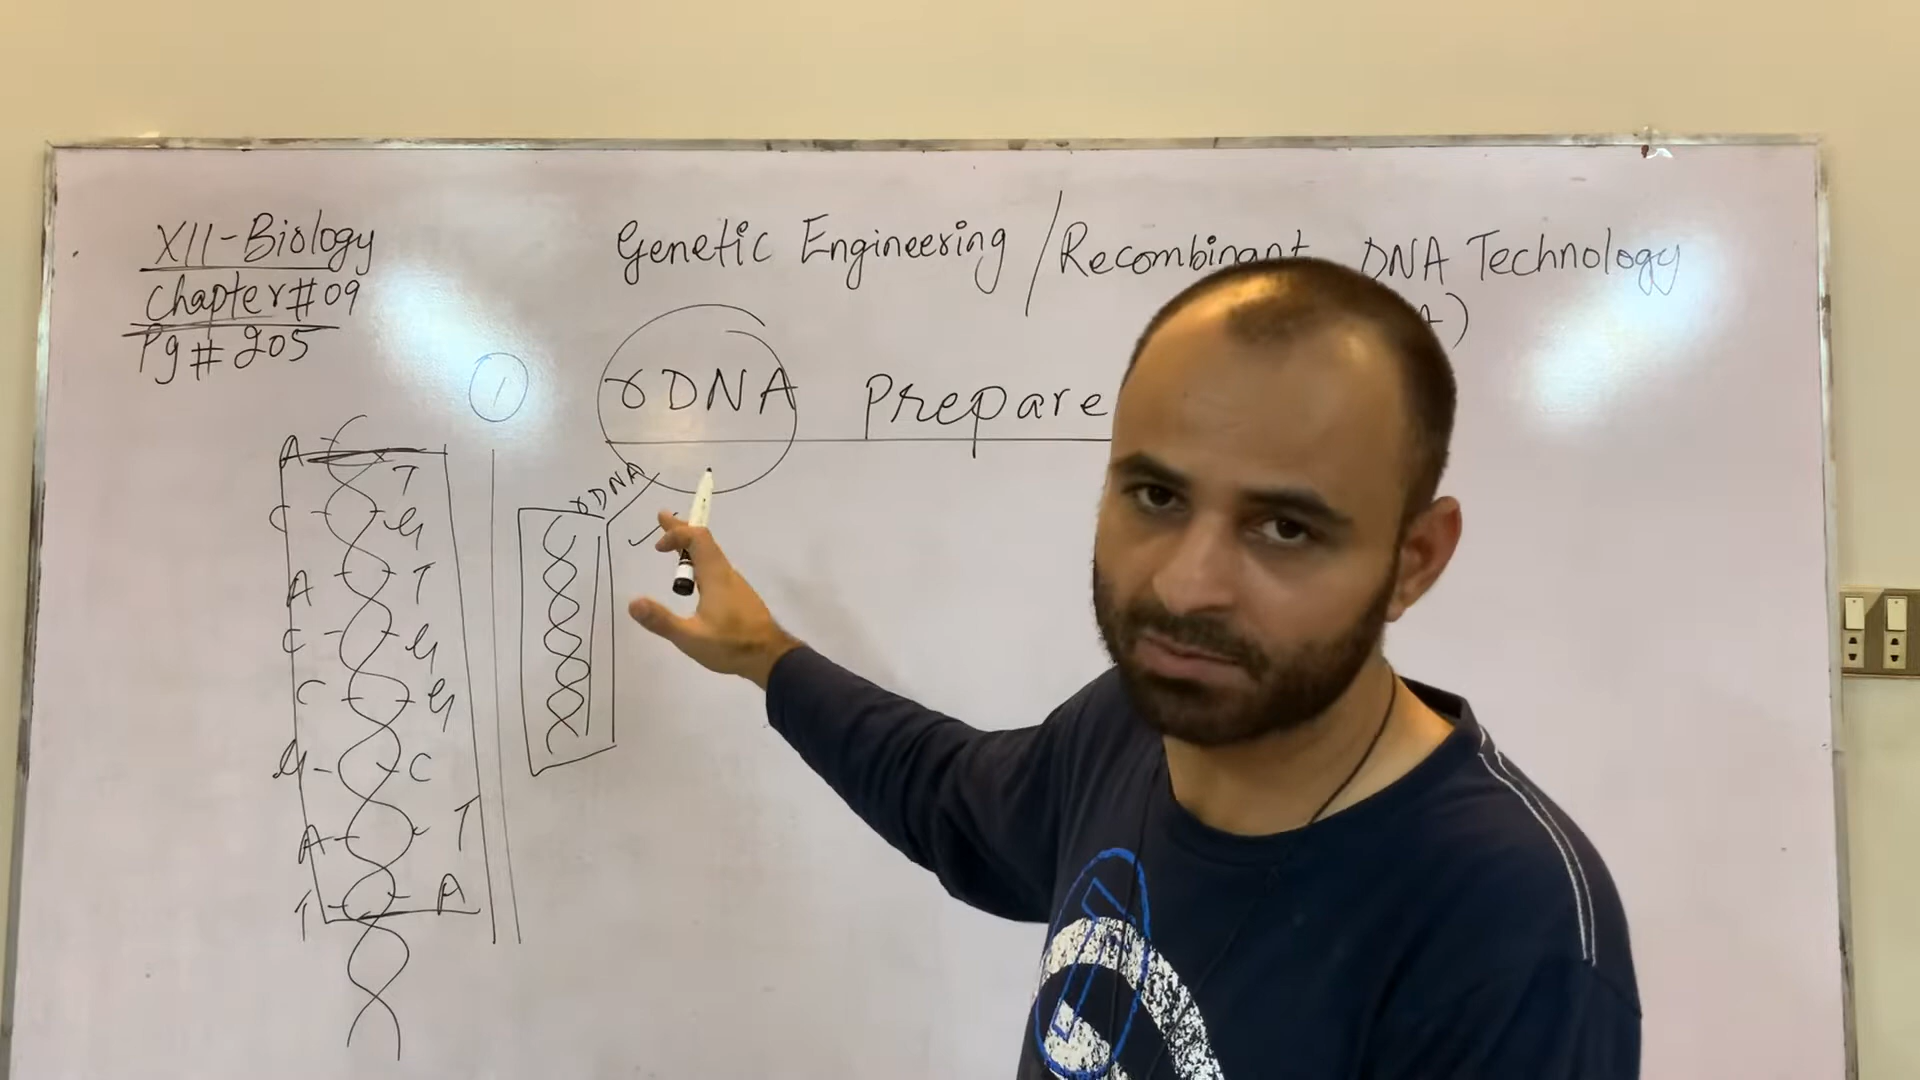 XII-Biology
Chapter # 09
Pg # 205
Genetic Engineering / Recombinant DNA Technology
)
1
rDNA Prepare
rDNA
A T
C G
A T
C G
C G
G C
A T
T A